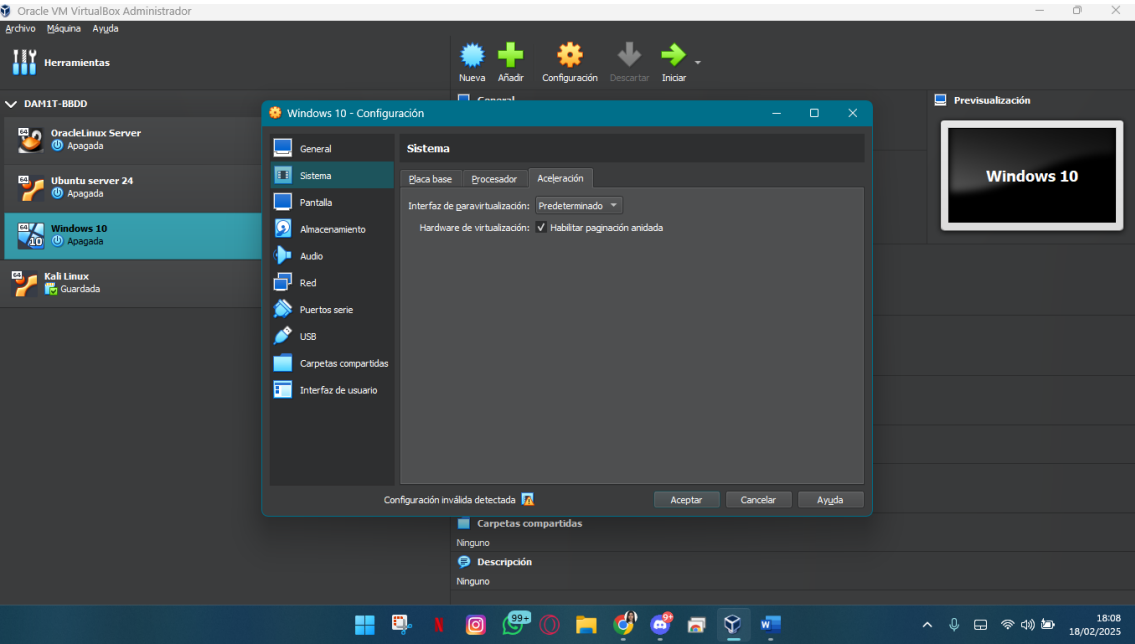 Oracle VM VirtualBox Administrador
Archivo Máquina Ayuda
Herramientas
Nueva Añadir Configuración Descartar Iniciar
DAM1T-BBDD
General
Previsualización
OracleLinux Server
Apagada
Ubuntu server 24
Apagada
Windows 10
Apagada
Kali Linux
Guardada
Windows 10
Windows 10 - Configuración
General
Sistema
Pantalla
Almacenamiento
Audio
Red
Puertos serie
USB
Carpetas compartidas
Interfaz de usuario
Sistema
Placa base Procesador Aceleración
Interfaz de paravirtualización: Predeterminado
Hardware de virtualización: Habilitar paginación anidada
Configuración inválida detectada
Aceptar Cancelar Ayuda
Carpetas compartidas
Ninguno
Descripción
Ninguno
99+
18:08
18/02/2025